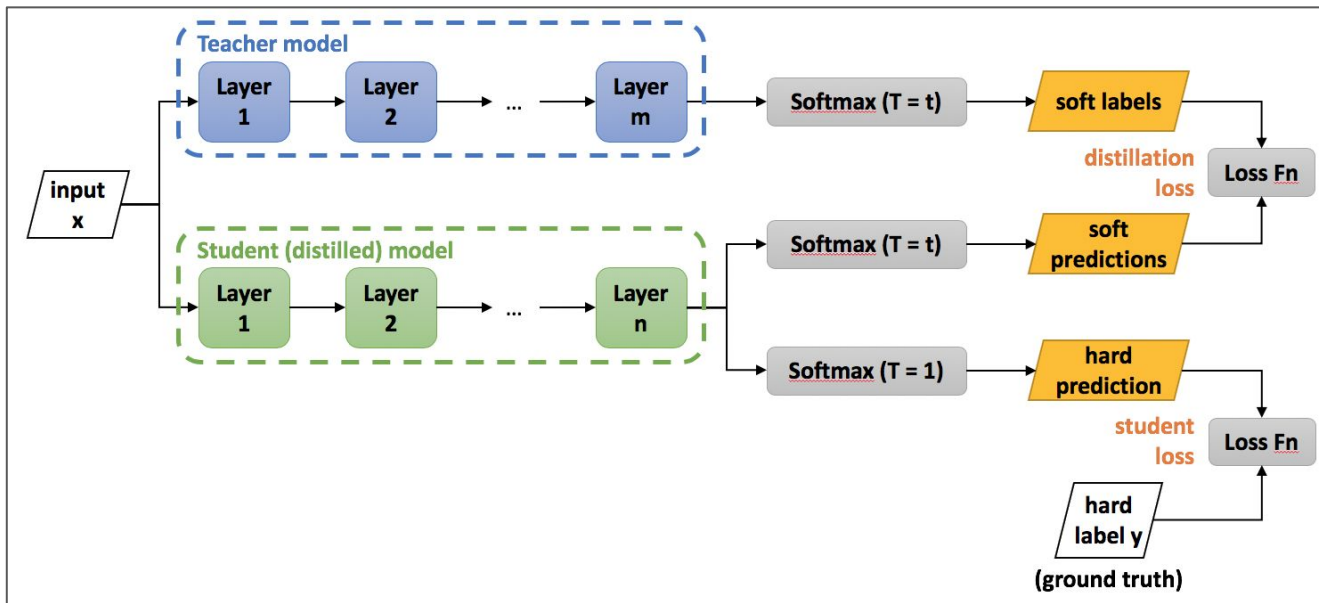 Teacher model
Layer
1
Layer
2
...
Layer
m
Softmax (T = t)
soft labels
distillation
loss
Loss Fn
input
x
Student (distilled) model
Layer
1
Layer
2
...
Layer
n
Softmax (T = t)
soft
predictions
Softmax (T = 1)
hard
prediction
student
loss
Loss Fn
hard
label y
(ground truth)